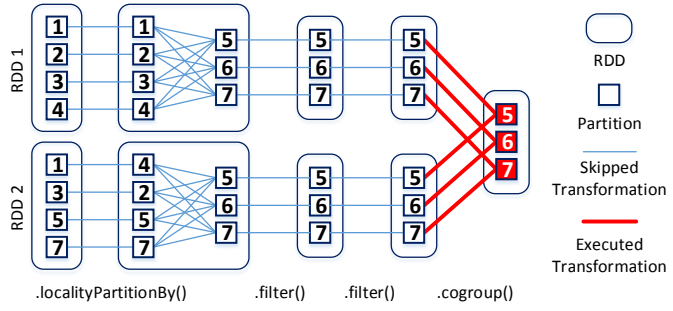 RDD 1
1 1
2 2 5 5 5
3 3 6 6 6
4 4 7 7 7
RDD 2
1 4
3 2 5 5 5
5 5 6 6 6
7 7 7 7 7
5
6
7
.localityPartitionBy()
.filter()
.filter()
.cogroup()
RDD
Partition
Skipped
Transformation
Executed
Transformation